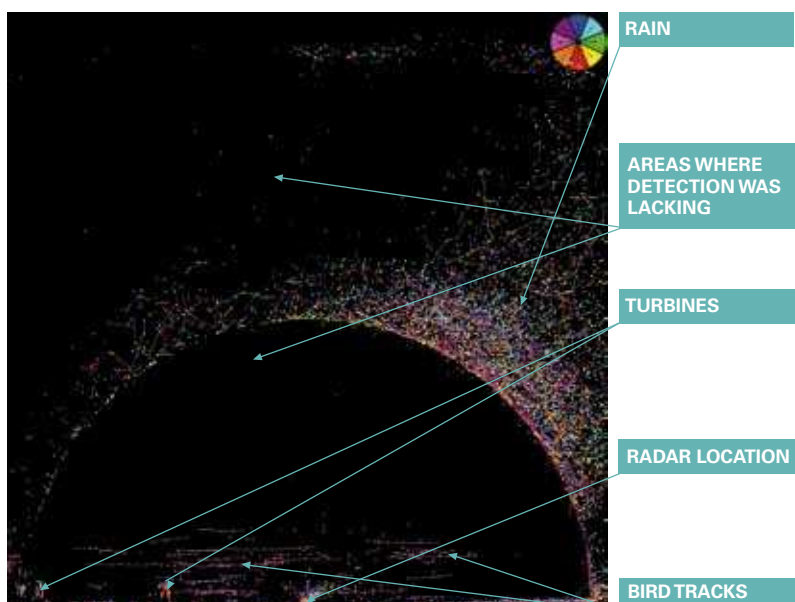 RAIN
AREAS WHERE
DETECTION WAS
LACKING
TURBINES
RADAR LOCATION
BIRD TRACKS